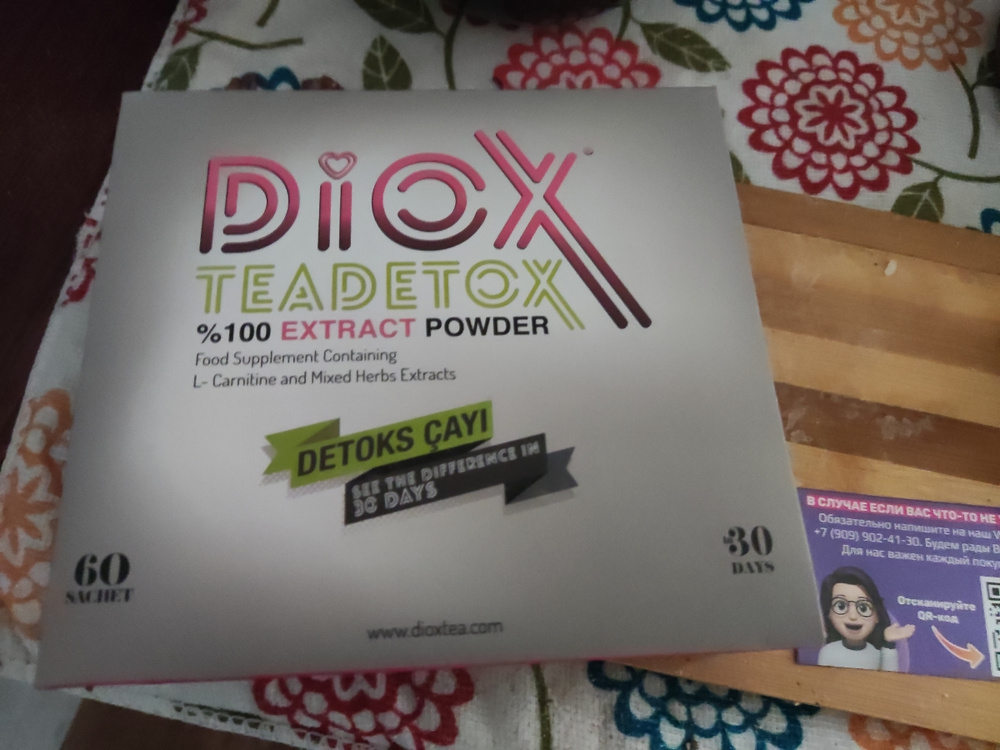 DiOX
TEADETOX
%100 EXTRACT POWDER
Food Supplement Containing
L- Carnitine and Mixed Herbs Extracts
DETOKS ÇAYI
SEE THE DIFFERENCE IN
30 DAYS
60
SACHET
30
DAYS
www.dioxtea.com
В СЛУЧАЕ ЕСЛИ ВАС ЧТО-ТО НЕ
Обязательно напишите на наш
+7 (909) 902-41-30. Будем рады
Для нас важен каждый
Отсканируйте
QR-код